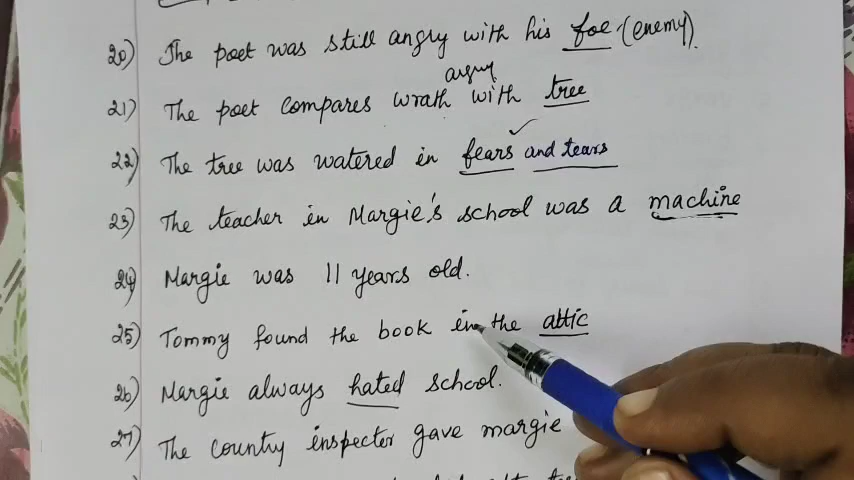 20) The poet was still angry with his foe (enemy).
angry
21) The poet compares wrath with tree
22) The tree was watered in fears and tears
23) The teacher in Margie's school was a machine
24) Margie was 11 years old.
25) Tommy found the book in the attic
26) Margie always hated school.
27) The country inspecter gave margie